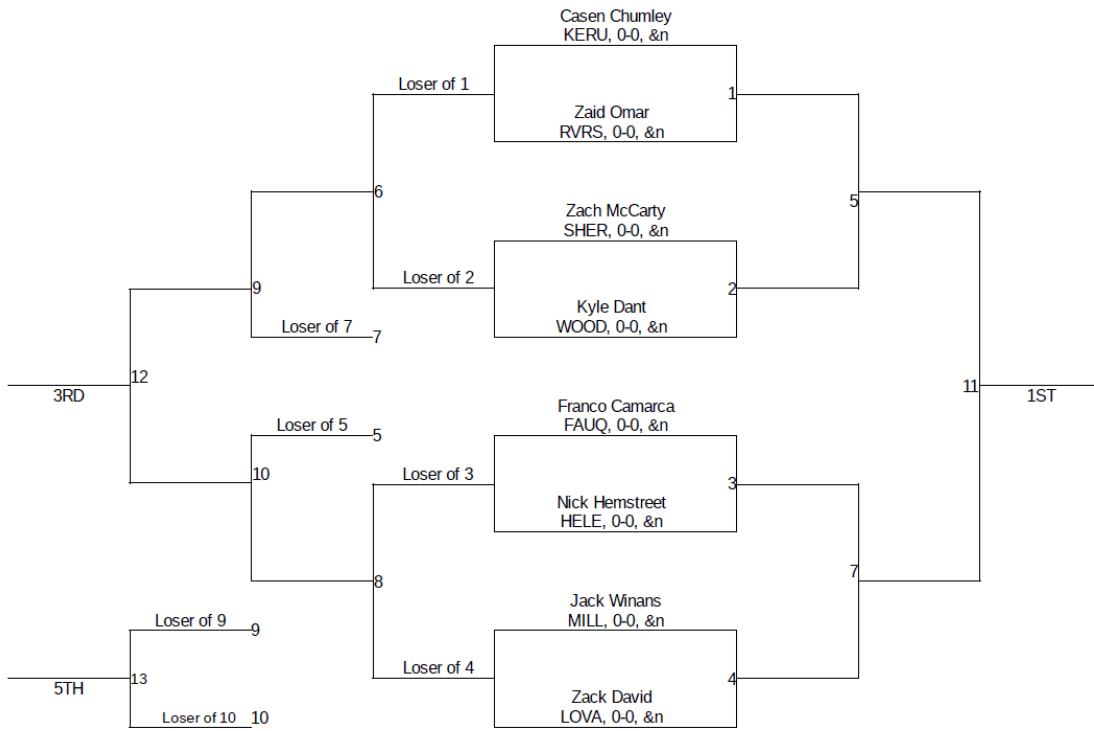 Casen Chumley
KERU, 0-0, &n
Loser of 1
1
Zaid Omar
RVRS, 0-0, &n
6
5
Zach McCarty
SHER, 0-0, &n
Loser of 2
2
9
Kyle Dant
WOOD, 0-0, &n
Loser of 7
7
12
3RD
11
1ST
Franco Camarca
FAUQ, 0-0, &n
Loser of 5
5
10
Loser of 3
3
Nick Hemstreet
HELE, 0-0, &n
8
7
Jack Winans
MILL, 0-0, &n
Loser of 9
9
Loser of 4
4
13
5TH
Zack David
LOVA, 0-0, &n
Loser of 10
10